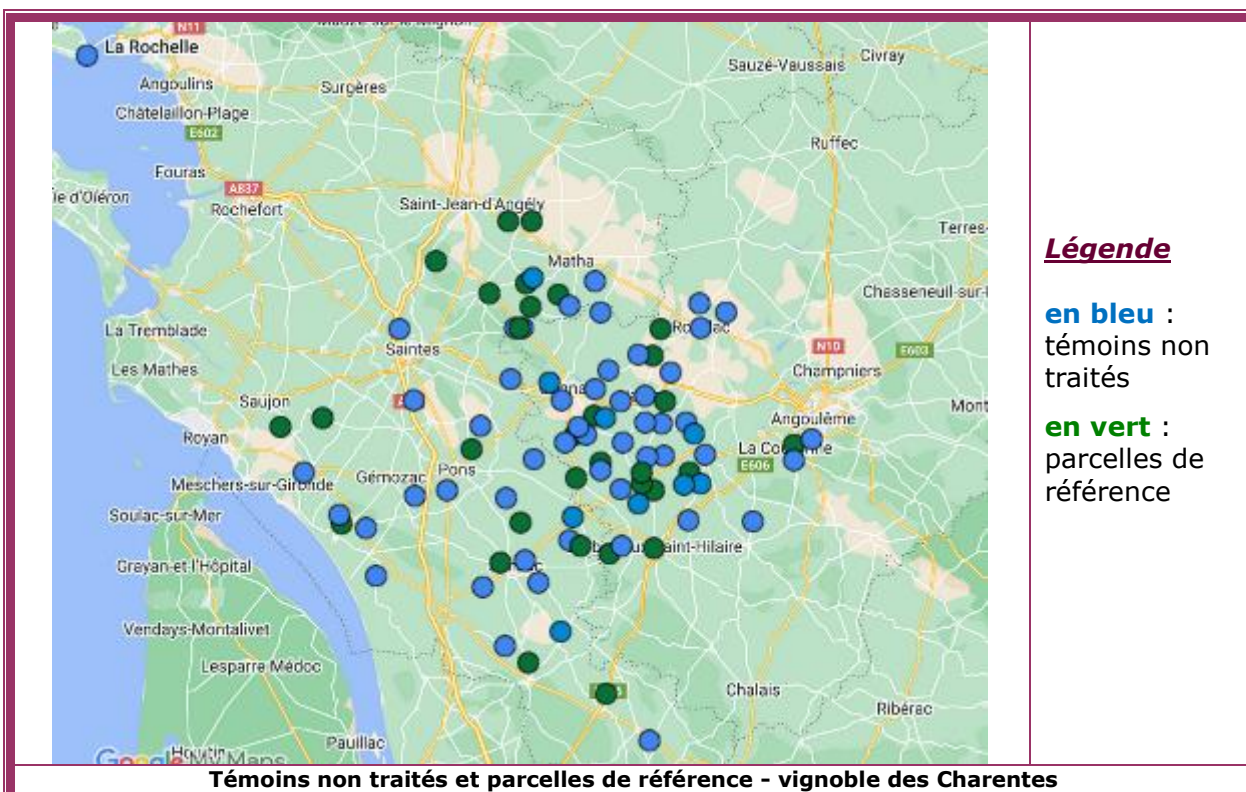 N11
La Rochelle
Sauzé-Vaussais
Civray
Angoulins
Surgères
Châtelaillon-Plage
E602
Ruffec
Fouras
A837
Rochefort
Saint-Jean-d'Angély
Terres-
Matha
Chasseneuil-sur-
La Tremblade
Saintes
N10
E603
Les Mathes
Champniers
Saujon
Mont
Angoulême
Royan
E606
Gémozac
Pons
Meschers-sur-Gironde
Soulac-sur-Mer
aint-Hilaire
Grayan-et-l'Hôpital
Vendays-Montalivet
Lesparre Médoc
Chalais
Ribérac
Pauillac
Google My Maps
Légende
en bleu :
témoins non
traités
en vert :
parcelles de
référence
Témoins non traités et parcelles de référence - vignoble des Charentes